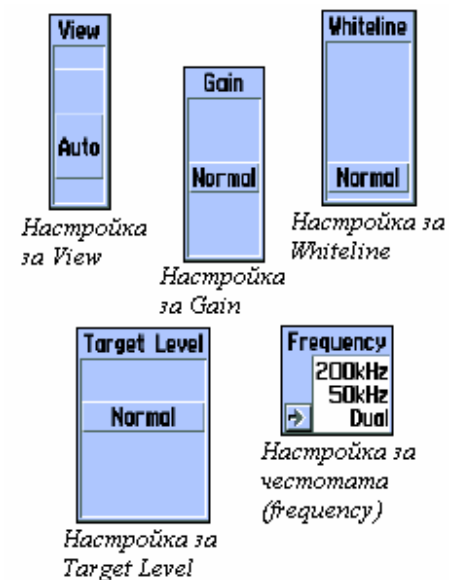 View
Auto
Настройка
за View
Gain
Normal
Настройка
за Gain
Whiteline
Normal
Настройка за
Whiteline
Target Level
Normal
Настройка за
Target Level
Frequency
200kHz
50kHz
Dual
Настройка за
честотата
(frequency)